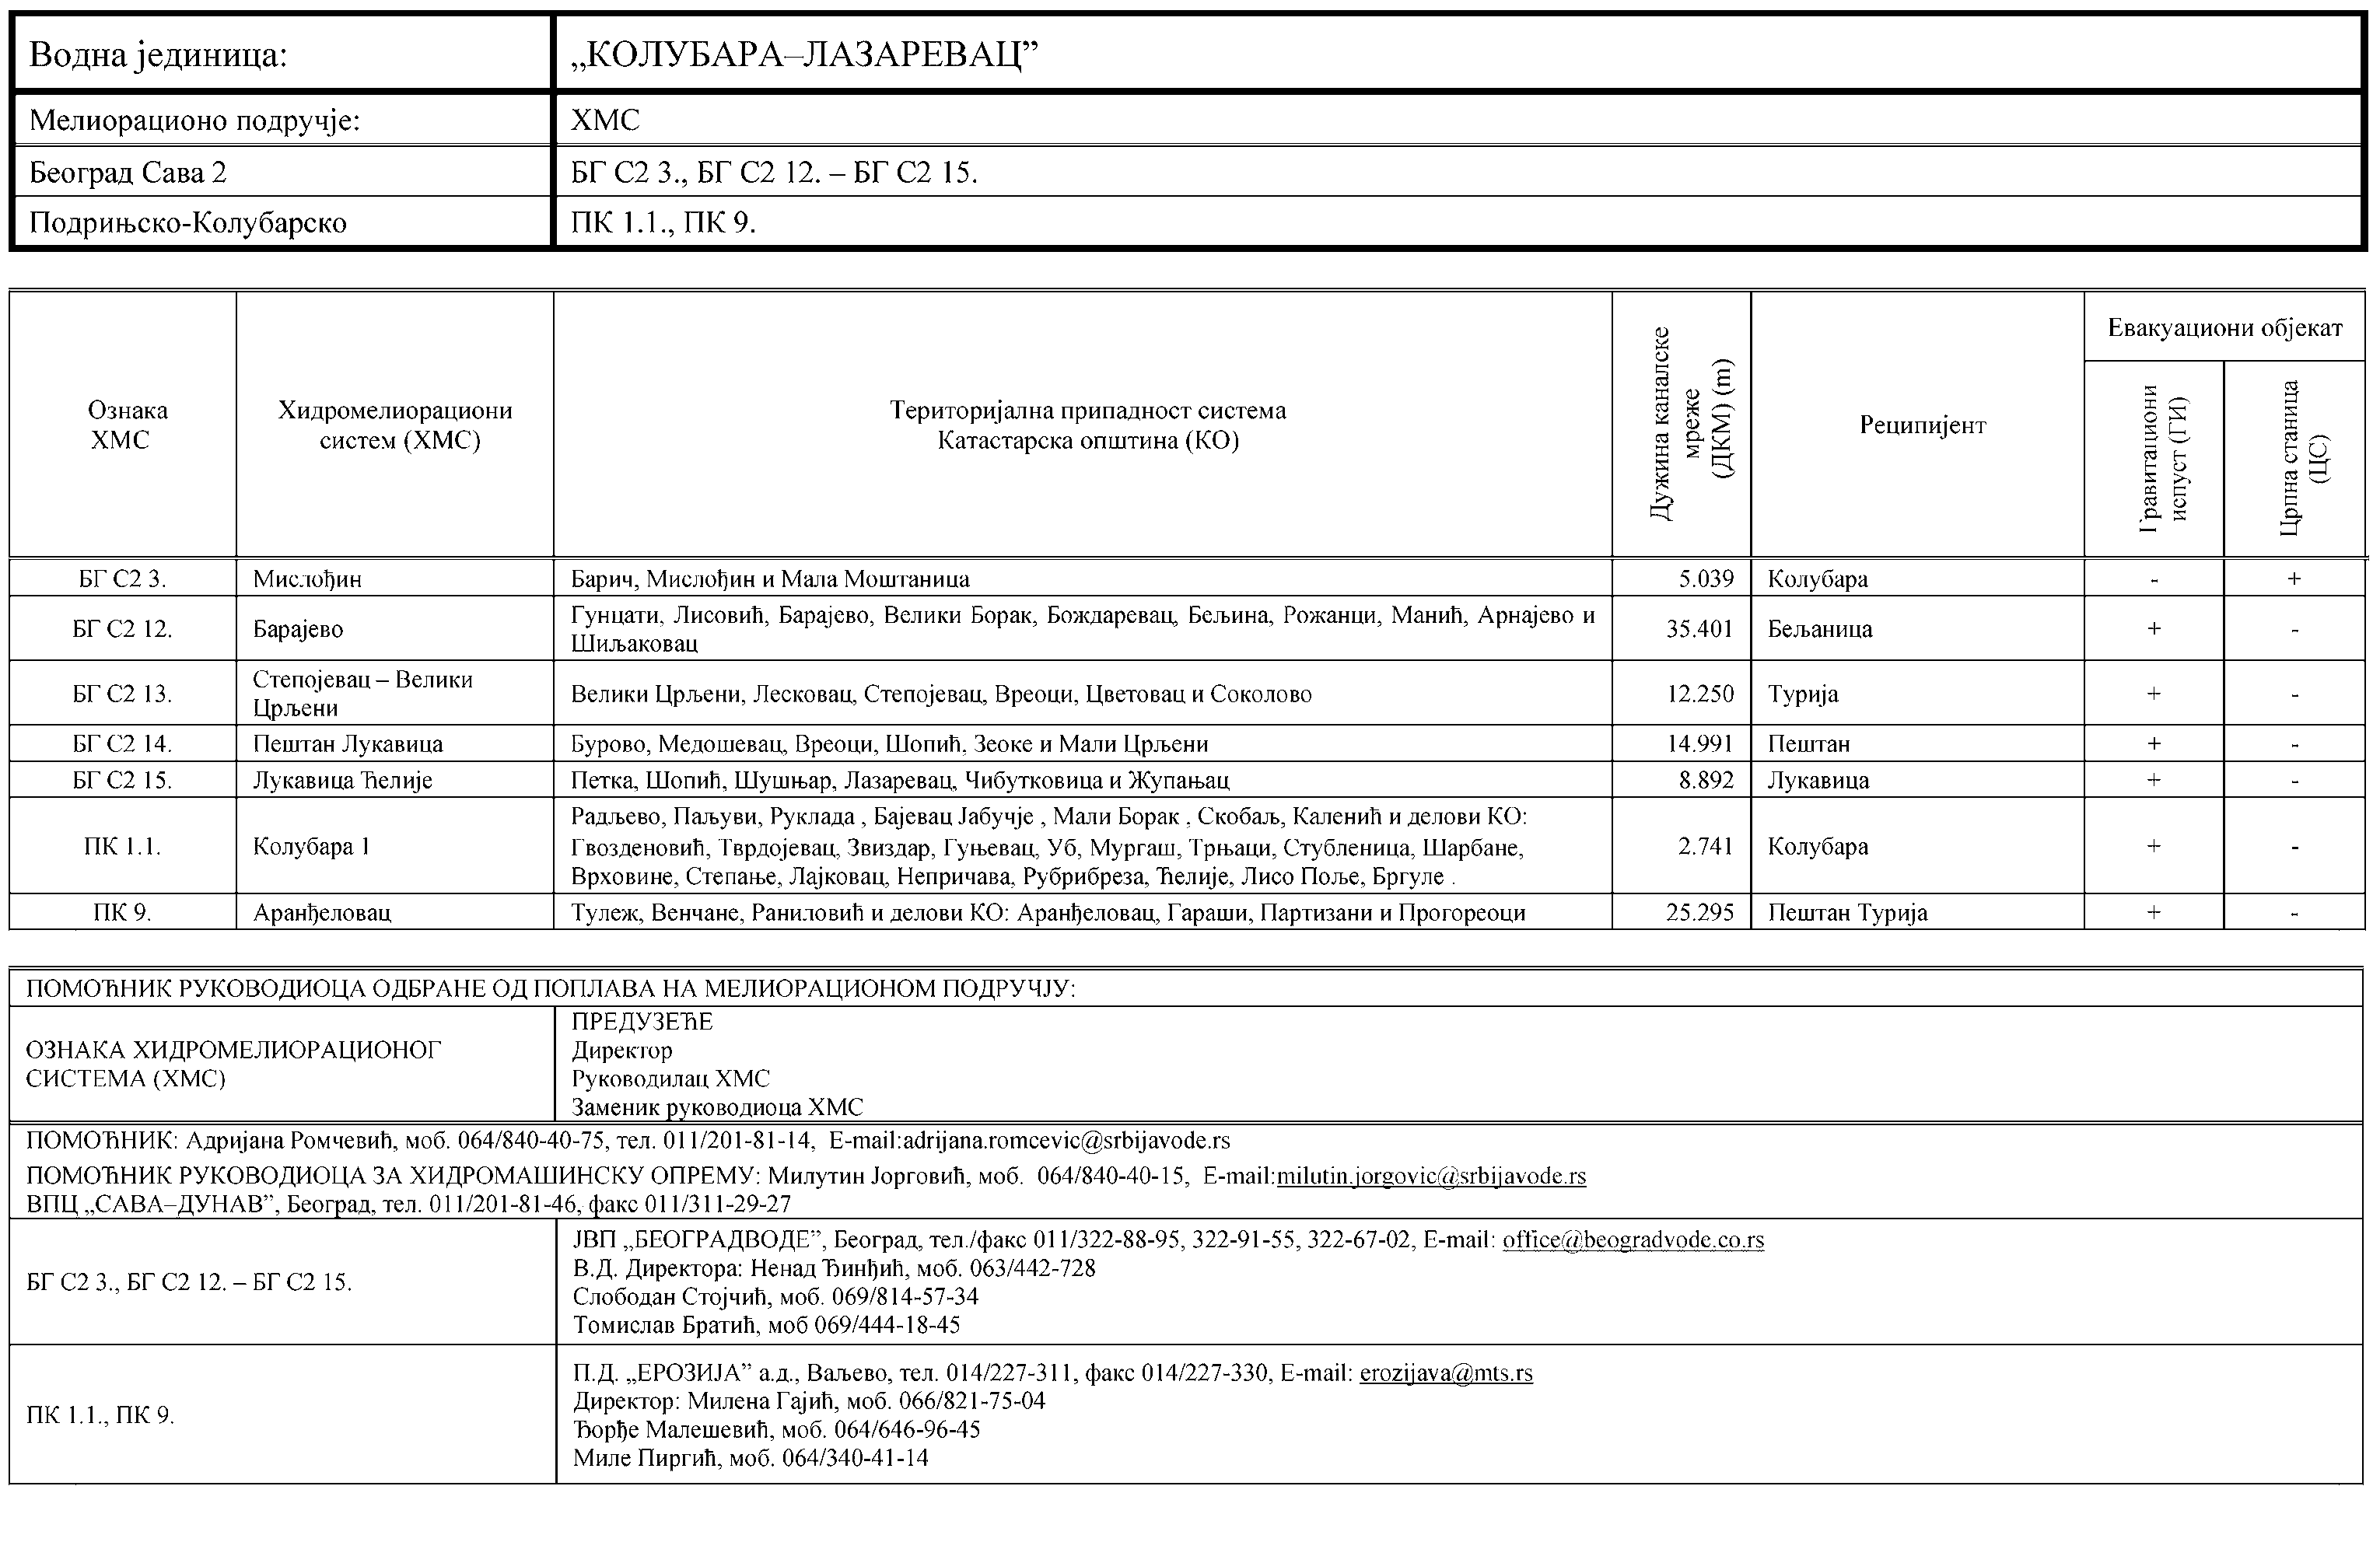 Водна јединица: „КОЛУБАРА–ЛАЗАРЕВАЦ”
Мелиорационо подручје: ХМС
Београд Сава 2 БГ С2 3., БГ С2 12. – БГ С2 15.
Подрињско-Колубарско ПК 1.1., ПК 9.
Ознака
ХМС
Хидромелиорациони
систем (ХМС)
Територијална припадност система
Катастарска општина (КО)
Дужина каналске
мреже
(ДКМ) (m)
Реципијент
Евакуациони објекат
Гравитациони
испуст (ГИ)
Црпна станица
(ЦС)
БГ С2 3. Мислођин Барич, Мислођин и Мала Моштаница 5.039 Колубара - +
БГ С2 12. Барајево Гунцати, Лисовић, Барајево, Велики Борак, Бождаревац, Бељина, Рожанци, Манић, Арнајево и
Шиљаковац 35.401 Бељаница + -
БГ С2 13. Степојевац – Велики
Црљени Велики Црљени, Лесковац, Степојевац, Вреоци, Цветовац и Соколово 12.250 Турија + -
БГ С2 14. Пештан Лукавица Бурово, Медошевац, Вреоци, Шопић, Зеоке и Мали Црљени 14.991 Пештан + -
БГ С2 15. Лукавица Ћелије Петка, Шопић, Шушњар, Лазаревац, Чибутковица и Жупањац 8.892 Лукавица + -
ПК 1.1. Колубара 1 Радљево, Паљуви, Руклада , Бајевац Јабучје , Мали Борак , Скобаљ, Каленић и делови КО:
Гвозденовић, Тврдојевац, Звиздар, Гуњевац, Уб, Мургаш, Трњаци, Стубленица, Шарбане,
Врховине, Степање, Лајковац, Непричава, Рубрибреза, Ћелије, Лисо Поље, Бргуле . 2.741 Колубара + -
ПК 9. Аранђеловац Тулеж, Венчане, Раниловић и делови КО: Аранђеловац, Гараши, Партизани и Прогореоци 25.295 Пештан Турија + -
ПОМОЋНИК РУКОВОДИОЦА ОДБРАНЕ ОД ПОПЛАВА НА МЕЛИОРАЦИОНОМ ПОДРУЧЈУ:
ОЗНАКА ХИДРОМЕЛИОРАЦИОНОГ
СИСТЕМА (ХМС)
ПРЕДУЗЕЋЕ
Директор
Руководилац ХМС
Заменик руководиоца ХМС
ПОМОЋНИК: Адријана Ромчевић, моб. 064/840-40-75, тел. 011/201-81-14, E-mail:adrijana.romcevic@srbijavode.rs
ПОМОЋНИК РУКОВОДИОЦА ЗА ХИДРОМАШИНСКУ ОПРЕМУ: Милутин Јорговић, моб. 064/840-40-15, E-mail:milutin.jorgovic@srbijavode.rs
ВПЦ „САВА–ДУНАВ”, Београд, тел. 011/201-81-46, факс 011/311-29-27
БГ С2 3., БГ С2 12. – БГ С2 15.
ЈВП „БЕОГРАДВОДЕ”, Београд, тел./факс 011/322-88-95, 322-91-55, 322-67-02, E-mail: office@beogradvode.co.rs
В.Д. Директора: Ненад Ђинђић, моб. 063/442-728
Слободан Стојчић, моб. 069/814-57-34
Томислав Братић, моб 069/444-18-45
ПК 1.1., ПК 9.
П.Д. „ЕРОЗИЈА” а.д., Ваљево, тел. 014/227-311, факс 014/227-330, E-mail: erozijava@mts.rs
Директор: Милена Гајић, моб. 066/821-75-04
Ђорђе Малешевић, моб. 064/646-96-45
Миле Пиргић, моб. 064/340-41-14